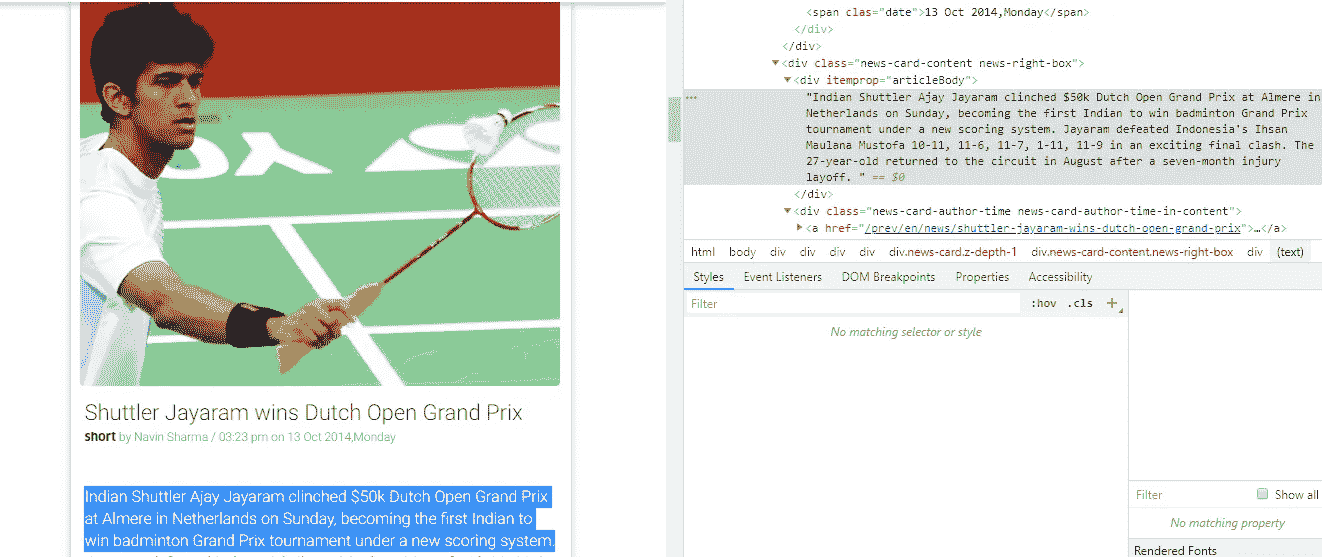 Shuttler Jayaram wins Dutch Open Grand Prix
short by Navin Sharma / 03:23 pm on 13 Oct 2014,Monday
Indian Shuttler Ajay Jayaram clinched $50k Dutch Open Grand Prix
at Almere in Netherlands on Sunday, becoming the first Indian to
win badminton Grand Prix tournament under a new scoring system.
<span clas="date">13 Oct 2014,Monday</span>
</div>
</div>
<div class="news-card-content news-right-box">
<div itemprop="articleBody">
"Indian Shuttler Ajay Jayaram clinched $50k Dutch Open Grand Prix at Almere in
Netherlands on Sunday, becoming the first Indian to win badminton Grand Prix
tournament under a new scoring system. Jayaram defeated Indonesia's Ihsan
Maulana Mustofa 10-11, 11-6, 11-7, 1-11, 11-9 in an exciting final clash. The
27-year-old returned to the circuit in August after a seven-month injury
layoff. " == $0
</div>
<div class="news-card-author-time news-card-author-time-in-content">
<a href="/prev/en/news/shuttler-jayaram-wins-dutch-open-grand-prix">…</a>
html body div div div div div.news-card.z-depth-1 div.news-card-content.news-right-box div (text)
Styles Event Listeners DOM Breakpoints Properties Accessibility
Filter :hov .cls +
No matching selector or style
Filter Show all
No matching property
Rendered Fonts